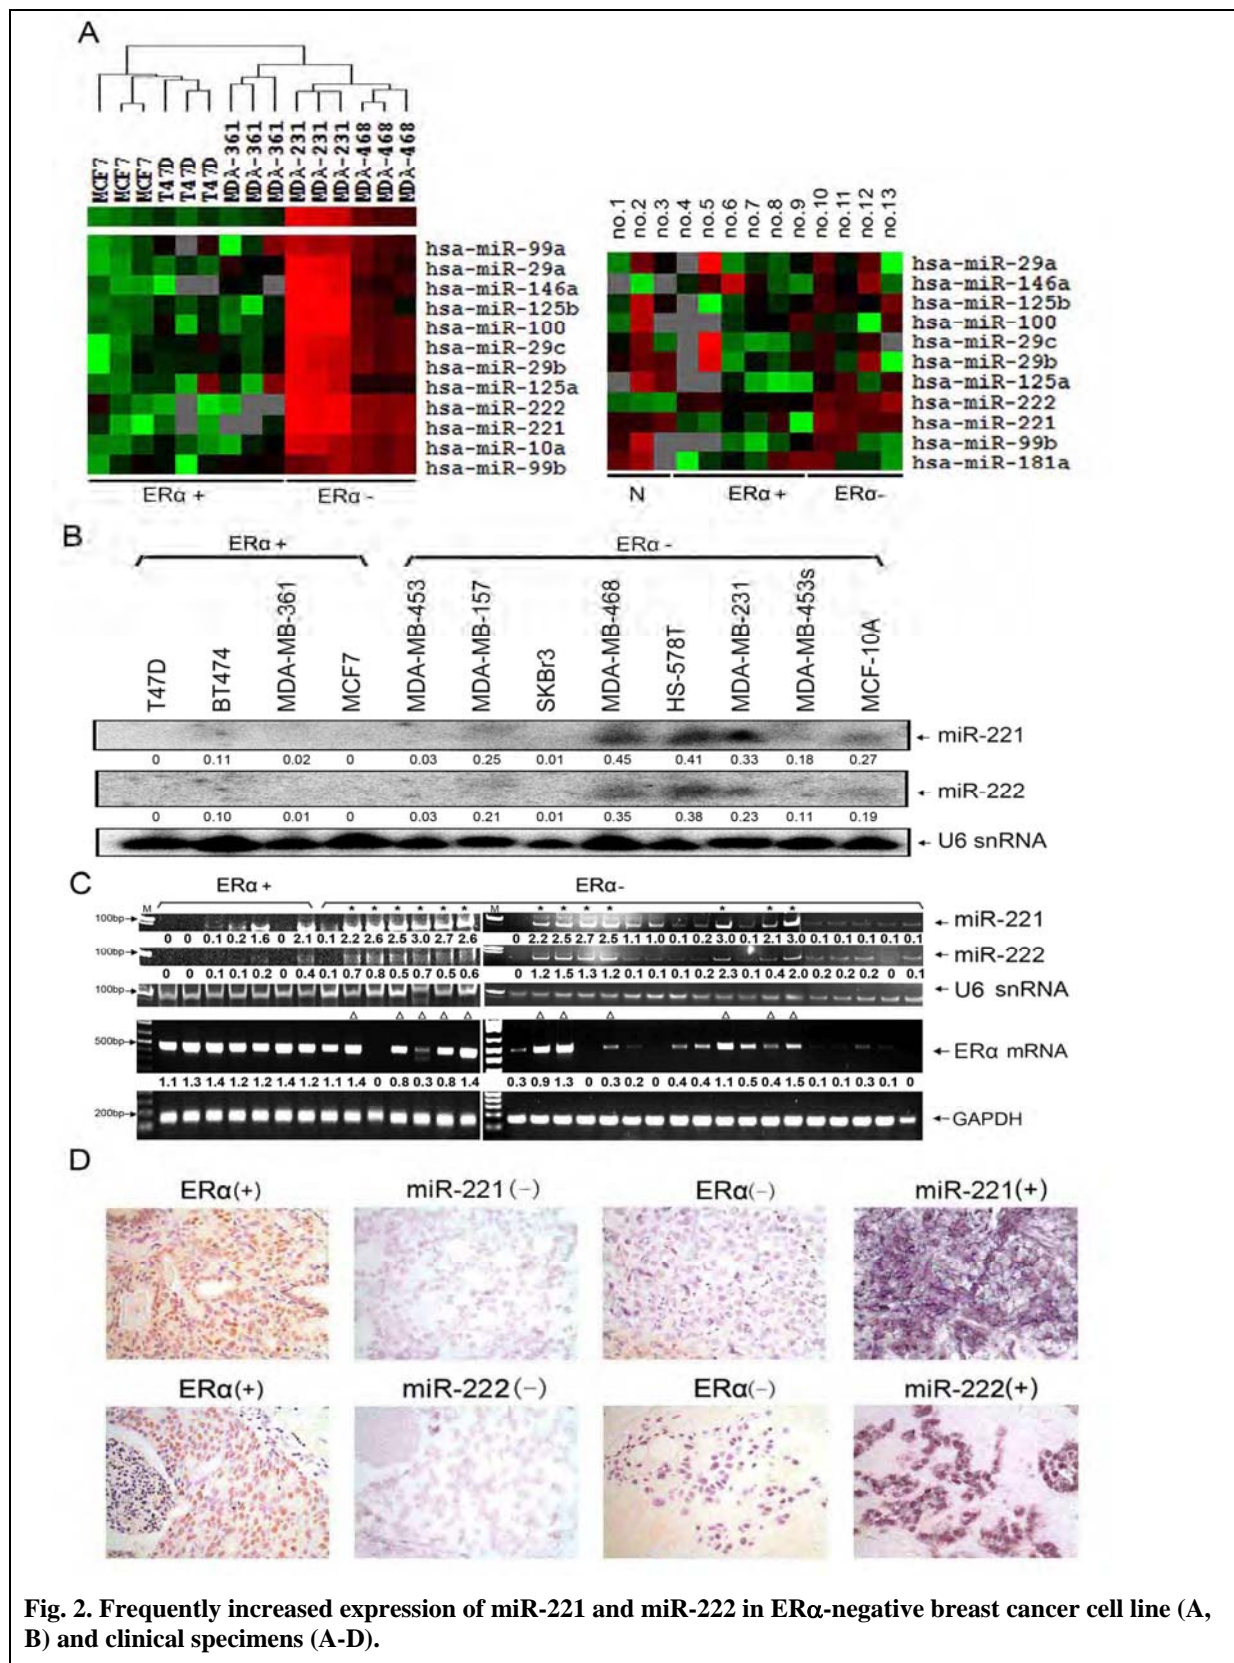 A
MCF7 MCF7 MCF7 T47D T47D T47D MDA-361 MDA-361 MDA-361 MDA-231 MDA-231 MDA-231 MDA-468 MDA-468 MDA-468
hsa-miR-99a
hsa-miR-29a
hsa-miR-146a
hsa-miR-125b
hsa-miR-100
hsa-miR-29c
hsa-miR-29b
hsa-miR-125a
hsa-miR-222
hsa-miR-221
hsa-miR-10a
hsa-miR-99b
ERα + ERα -
no.1 no.2 no.3 no.4 no.5 no.6 no.7 no.8 no.9 no.10 no.11 no.12 no.13
hsa-miR-29a
hsa-miR-146a
hsa-miR-125b
hsa-miR-100
hsa-miR-29c
hsa-miR-29b
hsa-miR-125a
hsa-miR-222
hsa-miR-221
hsa-miR-99b
hsa-miR-181a
N ERα + ERα-
B
ERα + ERα -
T47D BT474 MDA-MB-361 MCF7 MDA-MB-453 MDA-MB-157 SKBr3 MDA-MB-468 HS-578T MDA-MB-231 MDA-MB-453s MCF-10A
miR-221
0 0.11 0.02 0 0.03 0.25 0.01 0.45 0.41 0.33 0.18 0.27
miR-222
0 0.10 0.01 0 0.03 0.21 0.01 0.35 0.38 0.23 0.11 0.19
U6 snRNA
C
ERα + ERα-
M * * * * * * M * * * * * * *
100bp miR-221
0 0 0.1 0.2 1.6 0 2.1 0.1 2.2 2.6 2.5 3.0 2.7 2.6 0 2.2 2.5 2.7 2.5 1.1 1.0 0.1 0.2 3.0 0.1 2.1 3.0 0.1 0.1 0.1 0.1 0.1
100bp miR-222
0 0 0.1 0.1 0.2 0 0.4 0.1 0.7 0.8 0.5 0.7 0.5 0.6 0 1.2 1.5 1.3 1.2 0.1 0.1 0.1 0.2 2.3 0.1 0.4 2.0 0.2 0.2 0.2 0 0.1
100bp U6 snRNA
500bp ERα mRNA
1.1 1.3 1.4 1.2 1.2 1.4 1.2 1.1 1.4 0 0.8 0.3 0.8 1.4 0.3 0.9 1.3 0 0.3 0.2 0 0.4 0.4 1.1 0.5 0.4 1.5 0.1 0.1 0.3 0.1 0
200bp GAPDH
D
ERα(+) miR-221(-) ERα(-) miR-221(+)
ERα(+) miR-222(-) ERα(-) miR-222(+)
Fig. 2. Frequently increased expression of miR-221 and miR-222 in ERα-negative breast cancer cell line (A,
B) and clinical specimens (A-D).